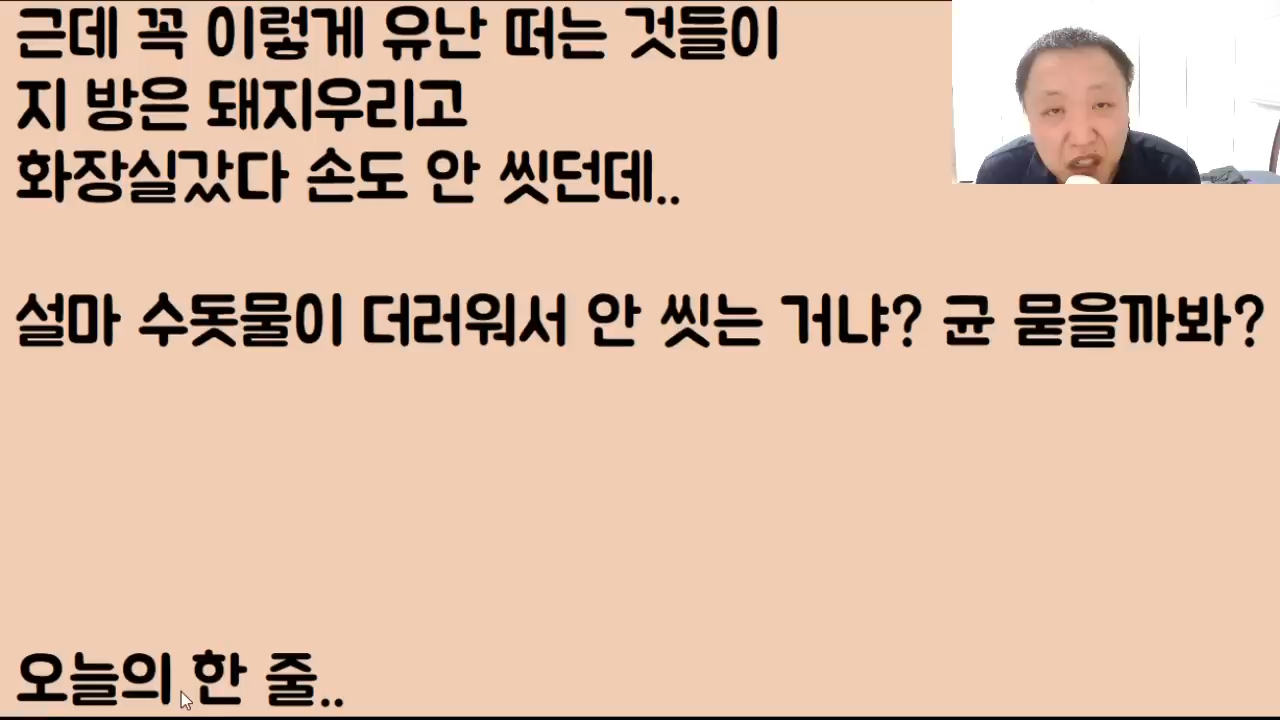 근데 꼭 이렇게 유난 떠는 것들이
지 방은 돼지우리고
화장실갔다 손도 안 씻던데..
설마 수돗물이 더러워서 안 씻는 거냐? 균 묻을까봐?
오늘의 한 줄..